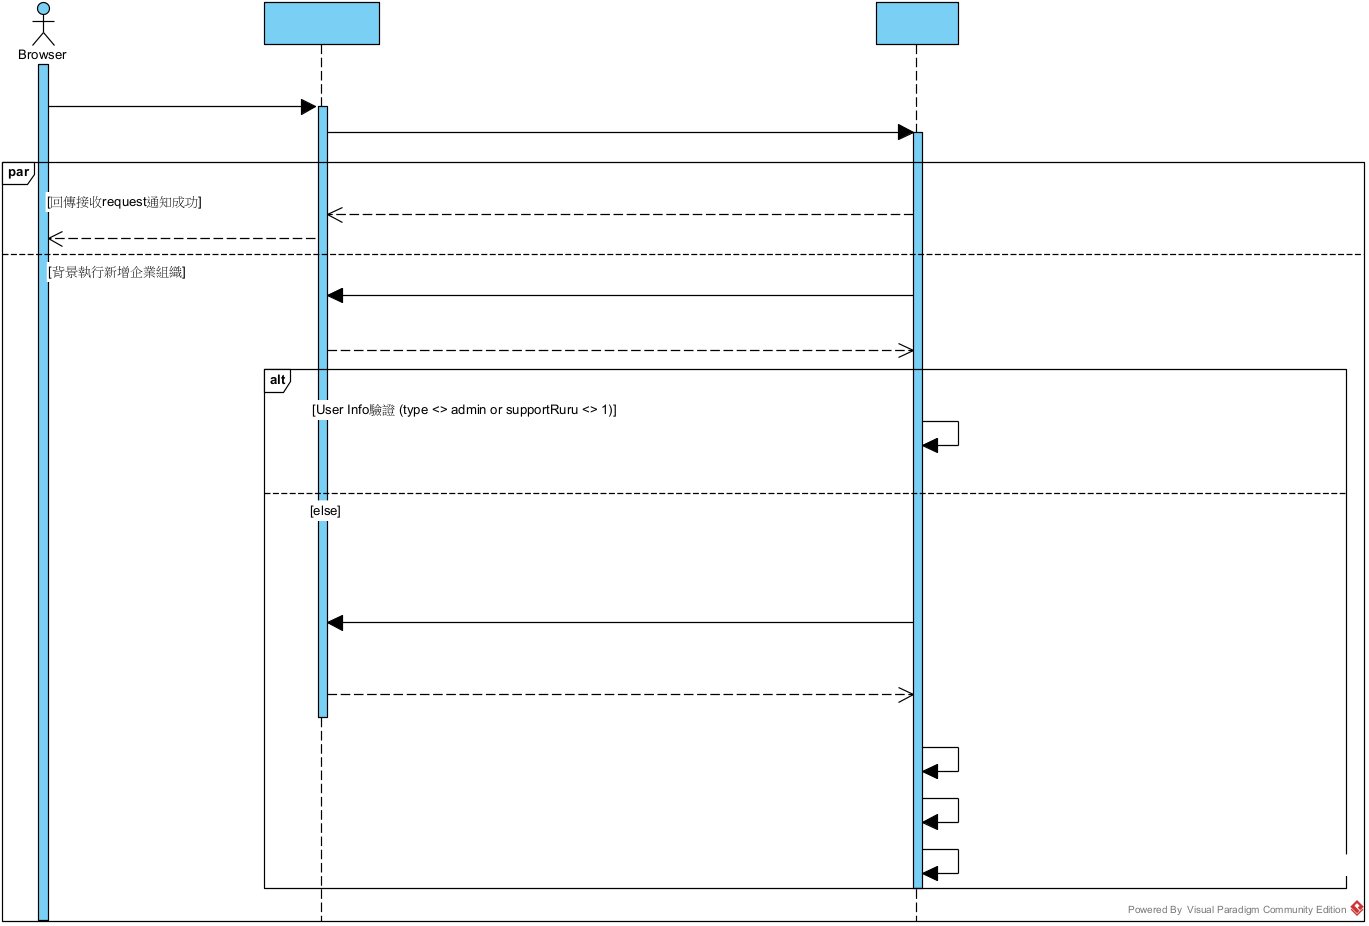 Browser
par
[回傳接收request通知成功]
[背景執行新增企業組織]
alt
[User Info驗證 (type <> admin or supportRuru <> 1)]
[else]
Powered By Visual Paradigm Community Edition